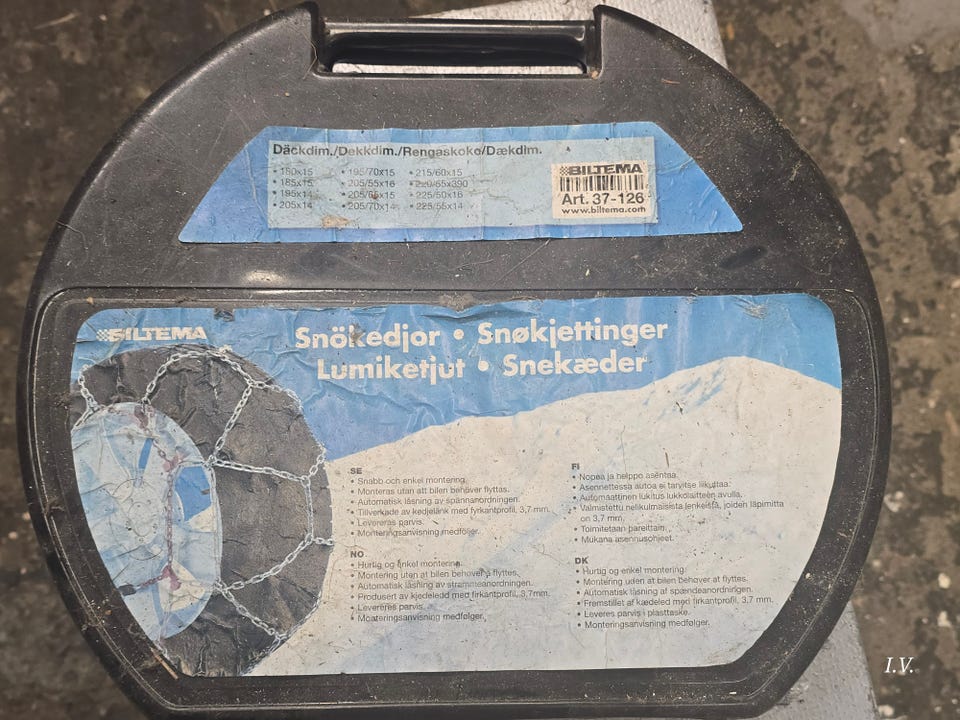 Däckdim./Dekkdim./Rengaskoko/Dækdim.
• 185x15
• 195x14
• 205x14
• 195/70x15
• 205/55x16
• 205/65x15
• 205/70x14
• 215/60x15
• 220/55x390
• 225/50x16
• 225/55x14
BILTEMA
Art. 37-126
www.biltema.com
BILTEMA
Snökedjor • Snøkjettinger
Lumiketjut • Snekæder
SE
• Snabb och enkel montering.
• Monteras utan att bilen behöver flyttas.
• Automatisk låsning av spännanordningen.
• Tillverkade av kedjelänk med fyrkantprofil, 3,7 mm.
• Levereras parvis.
• Monteringsanvisning medföljer.
NO
• Hurtig og enkel montering.
• Montering uten at bilen behøver å flyttes.
• Automatisk låsning av strammeanordningen.
• Produsert av kjedeledd med firkantprofil, 3,7mm.
• Leveres parvis.
• Monteringsanvisning medfølger.
FI
• Nopea ja helppo asentaa.
• Asennettessa autoa ei tarvitse liikuttaa.
• Automaattinen lukitus lukkolaitteen avulla.
• Valmistettu nelikulmaisista lenkeistä, joiden läpimitta
on 3,7 mm.
• Toimitetaan pareittain.
• Mukana asennusohjeet.
DK
• Hurtig og enkel montering.
• Montering uden at bilen behøver at flyttes.
• Automatisk låsning af spændeanordningen.
• Fremstillet af kædeled med firkantprofil, 3,7 mm.
• Leveres parvis i plasttaske.
• Monteringsanvisning medfølger.
I.V.